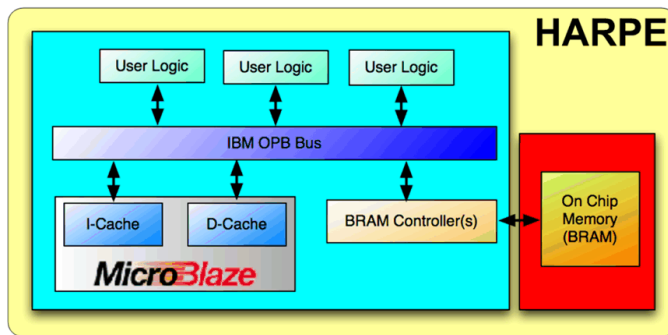 HARPE
User Logic
User Logic
User Logic
IBM OPB Bus
I-Cache
D-Cache
BRAM Controller(s)
On Chip
Memory
(BRAM)
MicroBlaze